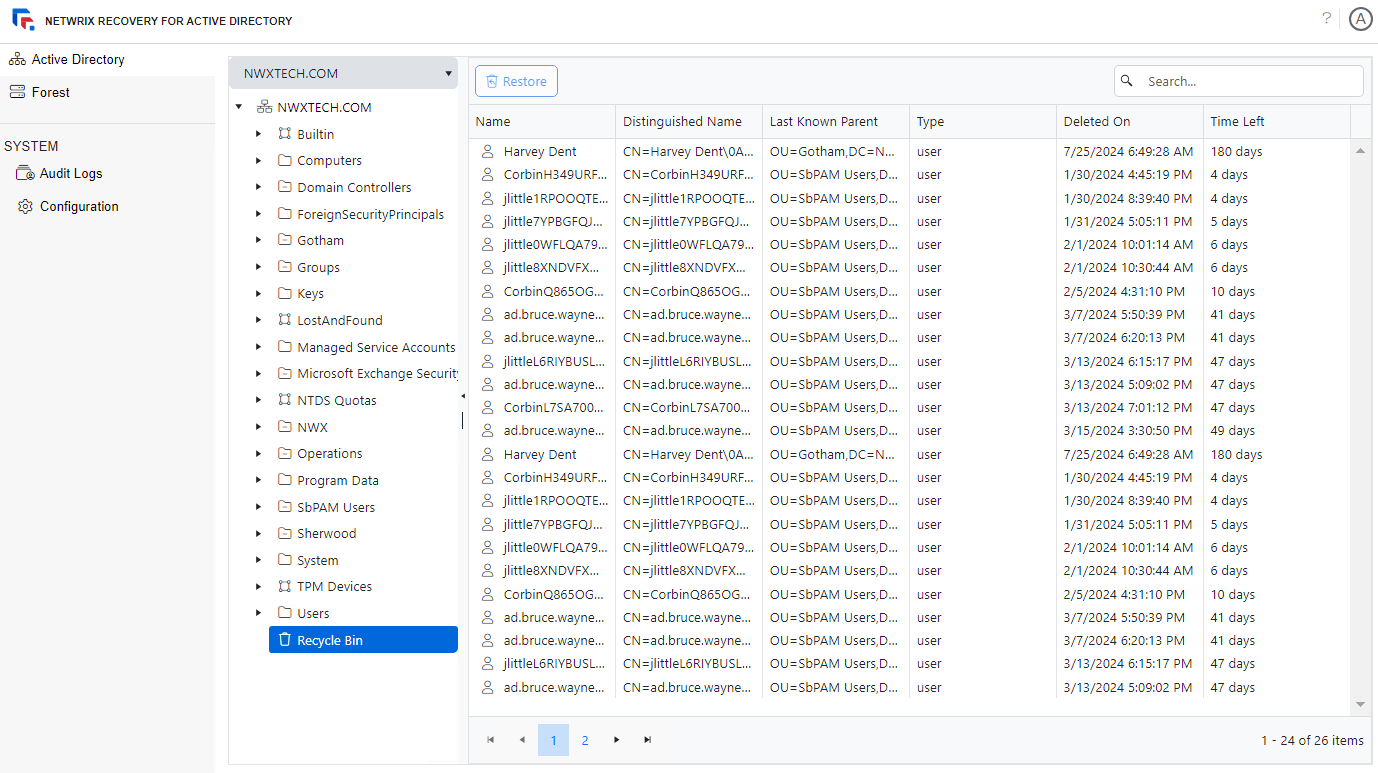 NETWRIX RECOVERY FOR ACTIVE DIRECTORY
? A
Active Directory
Forest
SYSTEM
Audit Logs
Configuration
NWXTECH.COM
NWXTECH.COM
Builtin
Computers
Domain Controllers
ForeignSecurityPrincipals
Gotham
Groups
Keys
LostAndFound
Managed Service Accounts
Microsoft Exchange Security
NTDS Quotas
NWX
Operations
Program Data
SbPAM Users
Sherwood
System
TPM Devices
Users
Recycle Bin
Restore
Search...
Name Distinguished Name Last Known Parent Type Deleted On Time Left
Harvey Dent CN=Harvey Dent\0A... OU=Gotham,DC=N... user 7/25/2024 6:49:28 AM 180 days
CorbinH349URF... CN=CorbinH349URF... OU=SbPAM Users,D... user 1/30/2024 4:45:19 PM 4 days
jlittle1RPOOQTE... CN=jlittle1RPOOQTE... OU=SbPAM Users,D... user 1/30/2024 8:39:40 PM 4 days
jlittle7YPBGFQJ... CN=jlittle7YPBGFQJ... OU=SbPAM Users,D... user 1/31/2024 5:05:11 PM 5 days
jlittle0WFLQA79... CN=jlittle0WFLQA79... OU=SbPAM Users,D... user 2/1/2024 10:01:14 AM 6 days
jlittle8XNDVFX... CN=jlittle8XNDVFX... OU=SbPAM Users,D... user 2/1/2024 10:30:44 AM 6 days
CorbinQ865OG... CN=CorbinQ865OG... OU=SbPAM Users,D... user 2/5/2024 4:31:10 PM 10 days
ad.bruce.wayne... CN=ad.bruce.wayne... OU=SbPAM Users,D... user 3/7/2024 5:50:39 PM 41 days
ad.bruce.wayne... CN=ad.bruce.wayne... OU=SbPAM Users,D... user 3/7/2024 6:20:13 PM 41 days
jlittleL6RIYBUSL... CN=jlittleL6RIYBUSL... OU=SbPAM Users,D... user 3/13/2024 6:15:17 PM 47 days
ad.bruce.wayne... CN=ad.bruce.wayne... OU=SbPAM Users,D... user 3/13/2024 5:09:02 PM 47 days
CorbinL7SA700... CN=CorbinL7SA700... OU=SbPAM Users,D... user 3/13/2024 7:01:12 PM 47 days
ad.bruce.wayne... CN=ad.bruce.wayne... OU=SbPAM Users,D... user 3/15/2024 3:30:50 PM 49 days
Harvey Dent CN=Harvey Dent\0A... OU=Gotham,DC=N... user 7/25/2024 6:49:28 AM 180 days
CorbinH349URF... CN=CorbinH349URF... OU=SbPAM Users,D... user 1/30/2024 4:45:19 PM 4 days
jlittle1RPOOQTE... CN=jlittle1RPOOQTE... OU=SbPAM Users,D... user 1/30/2024 8:39:40 PM 4 days
jlittle7YPBGFQJ... CN=jlittle7YPBGFQJ... OU=SbPAM Users,D... user 1/31/2024 5:05:11 PM 5 days
jlittle0WFLQA79... CN=jlittle0WFLQA79... OU=SbPAM Users,D... user 2/1/2024 10:01:14 AM 6 days
jlittle8XNDVFX... CN=jlittle8XNDVFX... OU=SbPAM Users,D... user 2/1/2024 10:30:44 AM 6 days
CorbinQ865OG... CN=CorbinQ865OG... OU=SbPAM Users,D... user 2/5/2024 4:31:10 PM 10 days
ad.bruce.wayne... CN=ad.bruce.wayne... OU=SbPAM Users,D... user 3/7/2024 5:50:39 PM 41 days
ad.bruce.wayne... CN=ad.bruce.wayne... OU=SbPAM Users,D... user 3/7/2024 6:20:13 PM 41 days
jlittleL6RIYBUSL... CN=jlittleL6RIYBUSL... OU=SbPAM Users,D... user 3/13/2024 6:15:17 PM 47 days
ad.bruce.wayne... CN=ad.bruce.wayne... OU=SbPAM Users,D... user 3/13/2024 5:09:02 PM 47 days
1 2 1 - 24 of 26 items